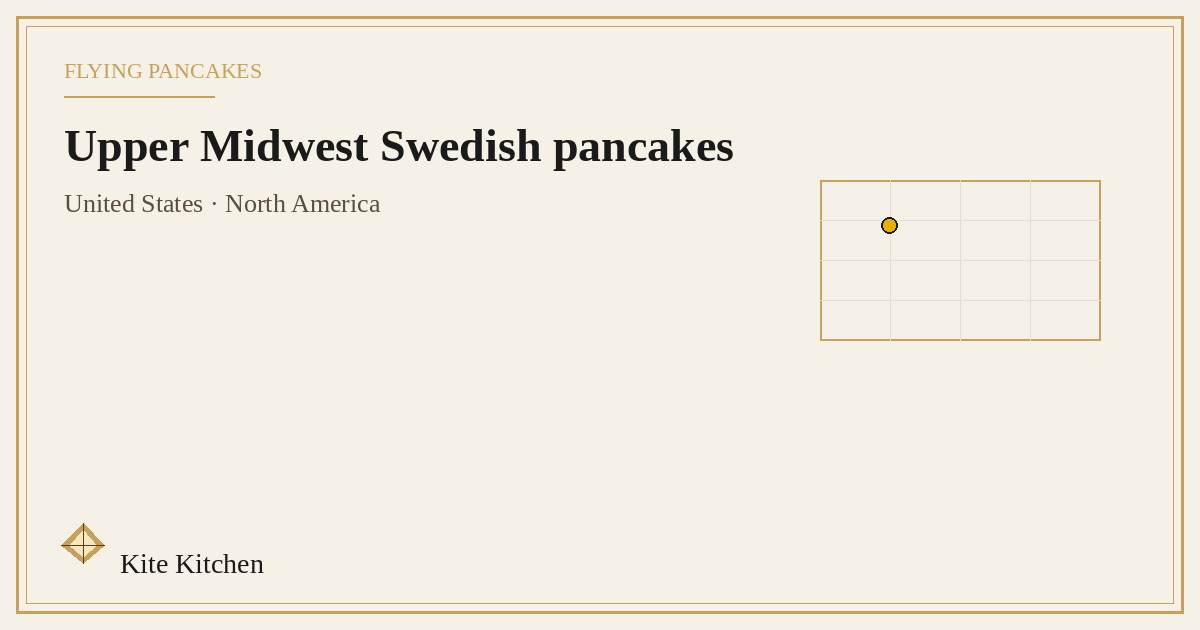 FLYING PANCAKES
Upper Midwest Swedish pancakes
United States · North America
Kite Kitchen